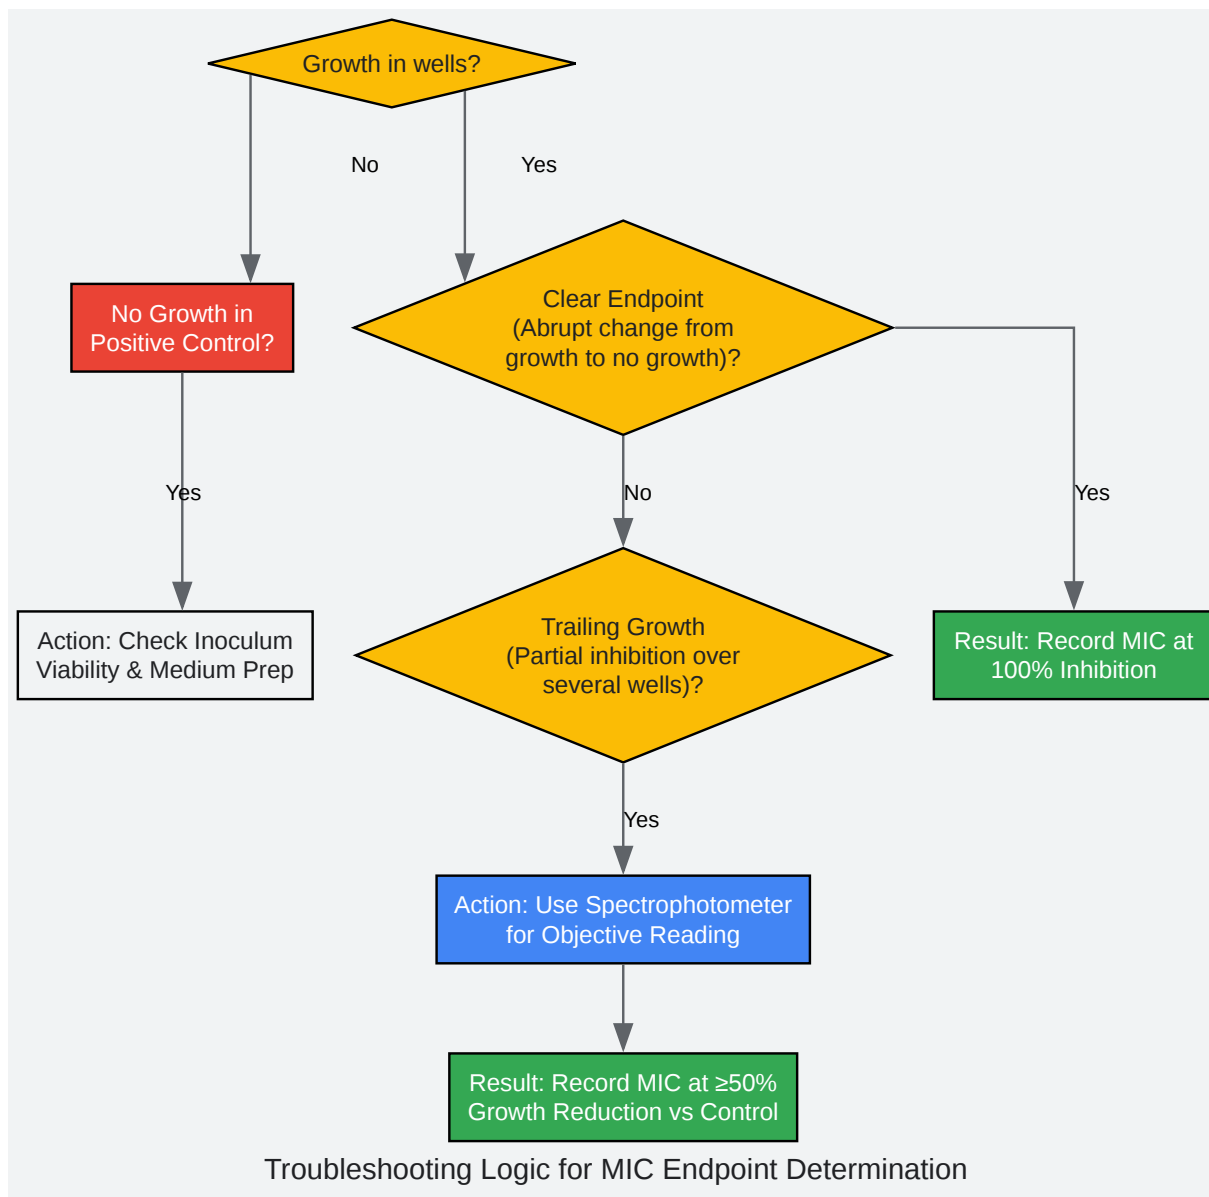 Growth in wells?
No
Yes
No Growth in
Positive Control?
Clear Endpoint
(Abrupt change from
growth to no growth)?
Yes
No
Yes
Action: Check Inoculum
Viability & Medium Prep
Trailing Growth
(Partial inhibition over
several wells)?
Result: Record MIC at
100% Inhibition
Yes
Action: Use Spectrophotometer
for Objective Reading
Result: Record MIC at ≥50%
Growth Reduction vs Control
Troubleshooting Logic for MIC Endpoint Determination